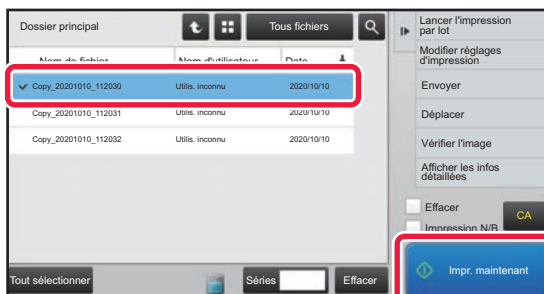 Dossier principal
Tous fichiers
Nom de fichier
Nom d'utilisateur
Date
Copy_20201010_112030
Utilis. inconnu
2020/10/10
Copy_20201010_112031
Utilis. inconnu
2020/10/10
Copy_20201010_112032
Utilis. inconnu
2020/10/10
Tout sélectionner
Séries
Effacer
Lancer l'impression
par lot
Modifier réglages
d'impression
Envoyer
Déplacer
Vérifier l'image
Afficher les infos
détaillées
Effacer
Impression N/B
CA
Impr. maintenant